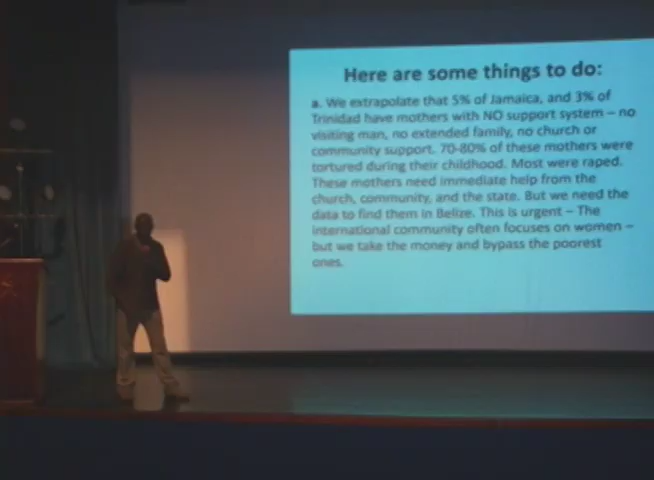 Here are some things to do:
a. We extrapolate that 5% of Jamaica, and 3% of
Trinidad have mothers with NO support system – no
visiting man, no extended family, no church or
community support. 70-80% of these mothers were
tortured during their childhood. Most were raped.
These mothers need immediate help from the
church, community, and the state. But we need the
data to find them in Belize. This is urgent – The
international community often focuses on women –
but we take the money and bypass the poorest
ones.